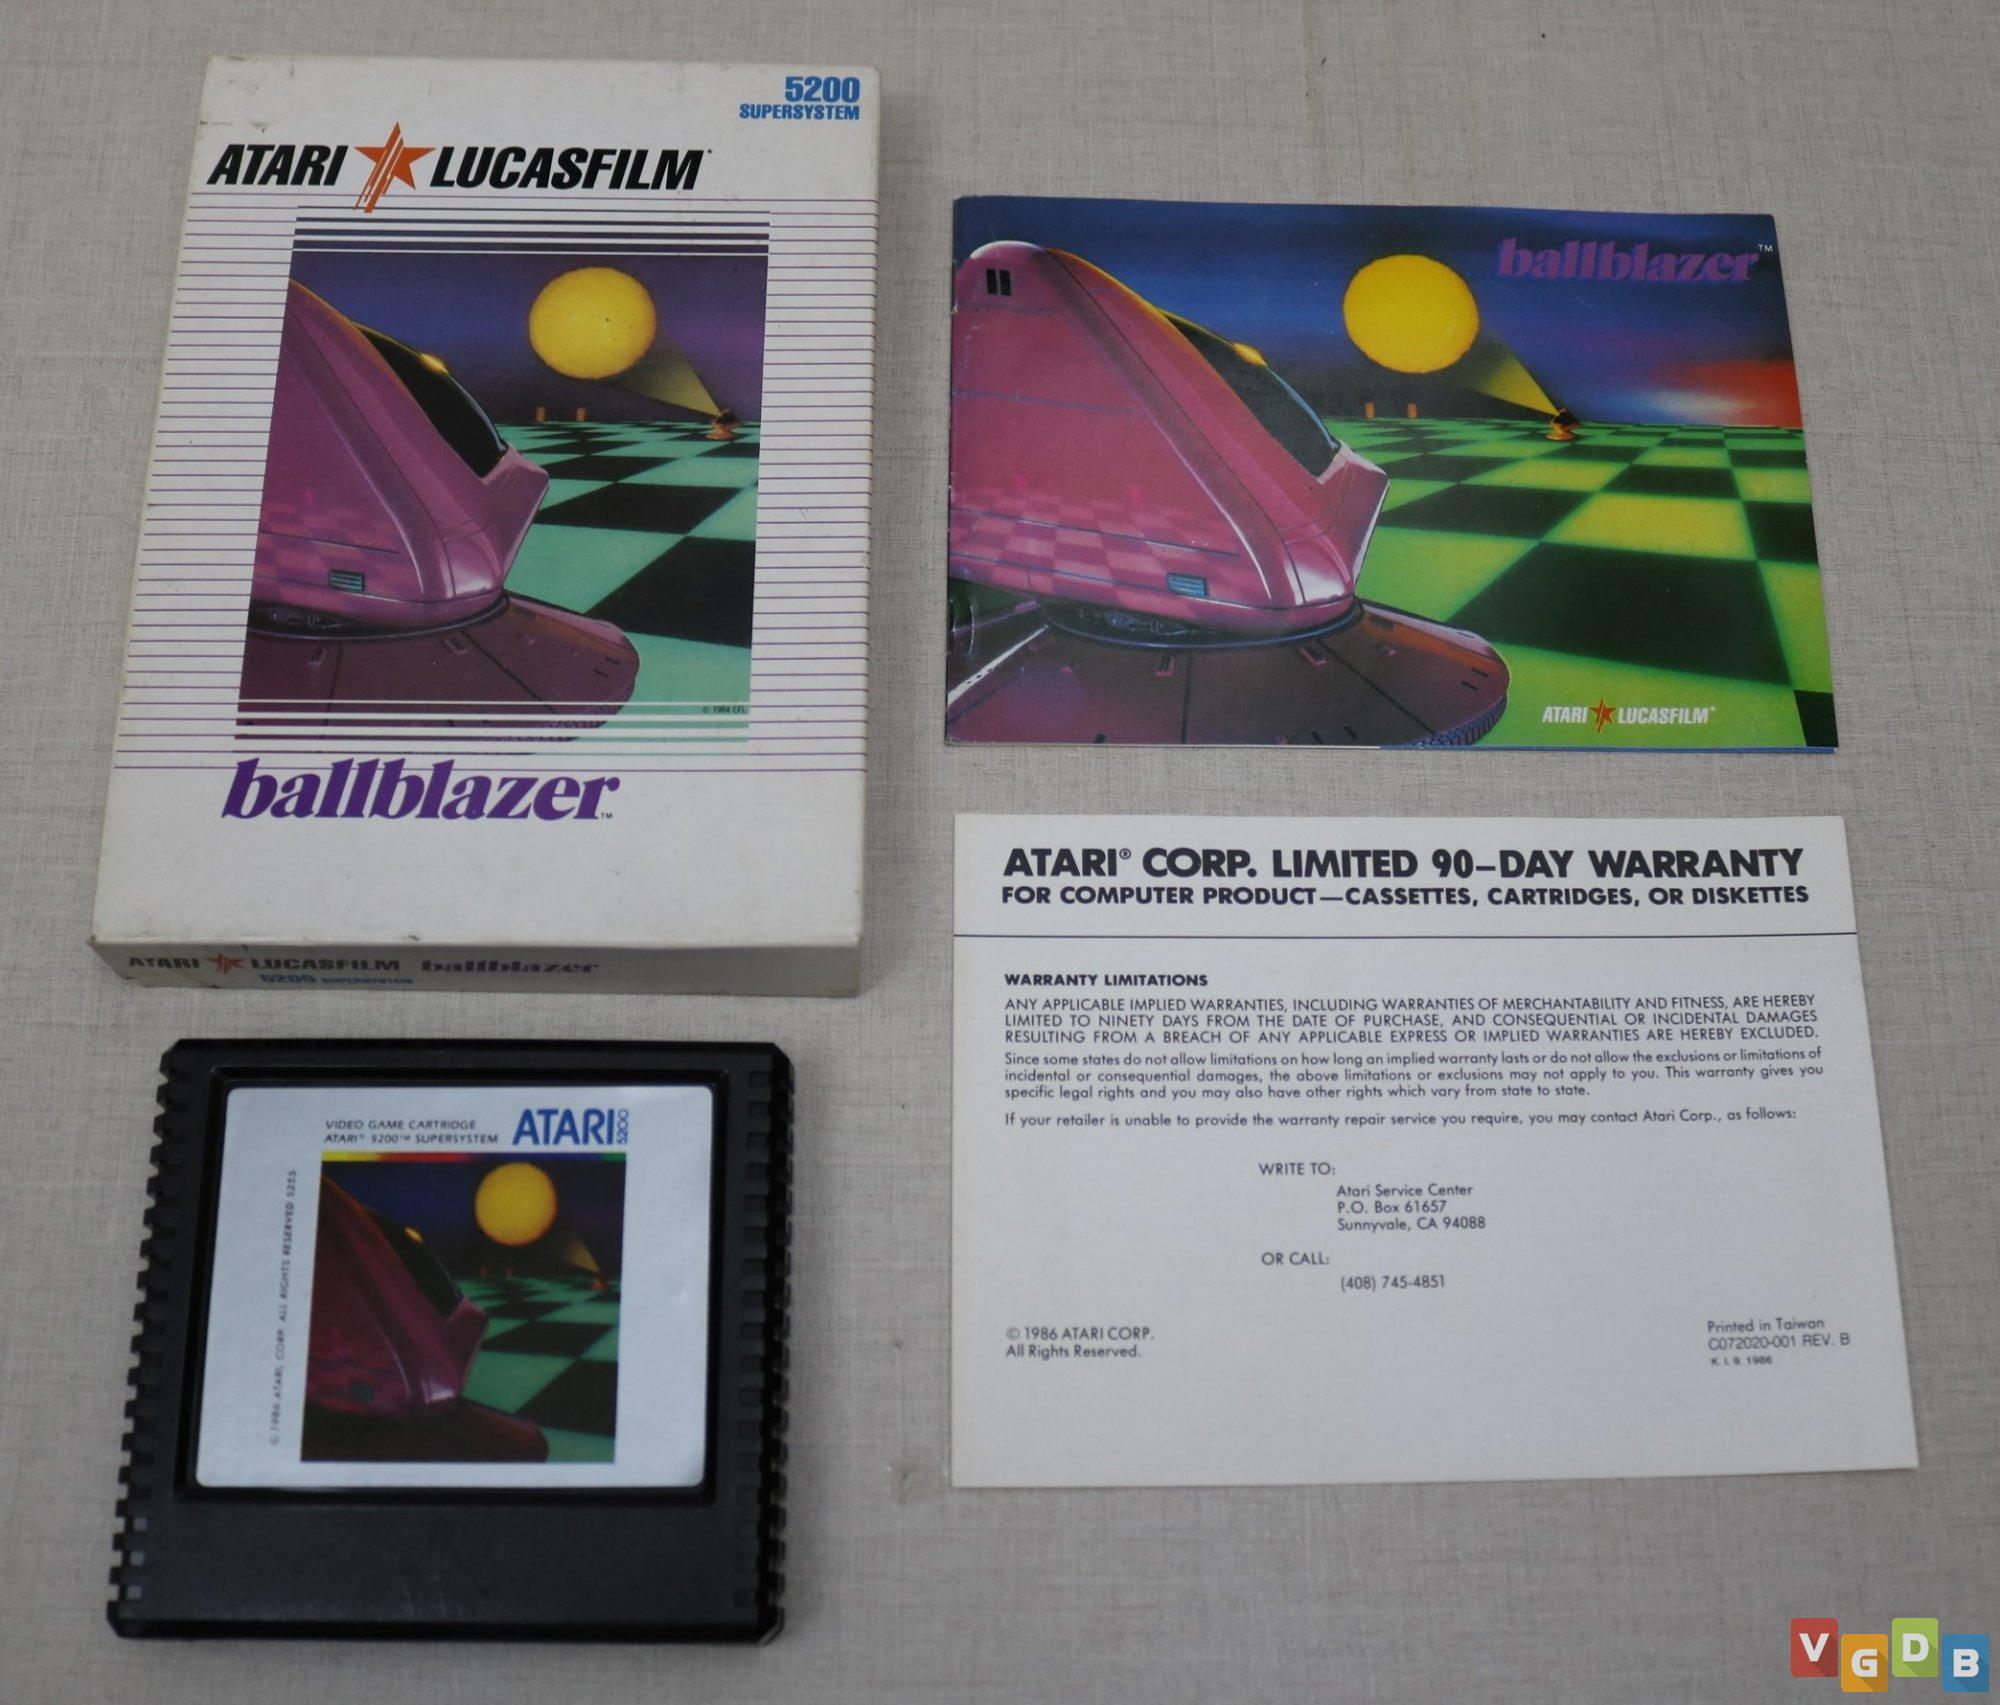 5200
SUPERSYSTEM
ATARI LUCASFILM*
© 1984 LFL
ballblazer™
ATARI LUCASFILM ballblazer
5200 SUPERSYSTEM
ballblazer™
ATARI LUCASFILM*
VIDEO GAME CARTRIDGE
ATARI® 5200™ SUPERSYSTEM
ATARI 5200
© 1986 ATARI CORP. ALL RIGHTS RESERVED 5255
ATARI® CORP. LIMITED 90-DAY WARRANTY
FOR COMPUTER PRODUCT—CASSETTES, CARTRIDGES, OR DISKETTES
WARRANTY LIMITATIONS
ANY APPLICABLE IMPLIED WARRANTIES, INCLUDING WARRANTIES OF MERCHANTABILITY AND FITNESS, ARE HEREBY
LIMITED TO NINETY DAYS FROM THE DATE OF PURCHASE, AND CONSEQUENTIAL OR INCIDENTAL DAMAGES
RESULTING FROM A BREACH OF ANY APPLICABLE EXPRESS OR IMPLIED WARRANTIES ARE HEREBY EXCLUDED.
Since some states do not allow limitations on how long an implied warranty lasts or do not allow the exclusions or limitations of
incidental or consequential damages, the above limitations or exclusions may not apply to you. This warranty gives you
specific legal rights and you may also have other rights which vary from state to state.
If your retailer is unable to provide the warranty repair service you require, you may contact Atari Corp., as follows:
WRITE TO:
Atari Service Center
P.O. Box 61657
Sunnyvale, CA 94088
OR CALL:
(408) 745-4851
© 1986 ATARI CORP.
All Rights Reserved.
Printed in Taiwan
C072020-001 REV. B
K. I. 9. 1986
VGDB